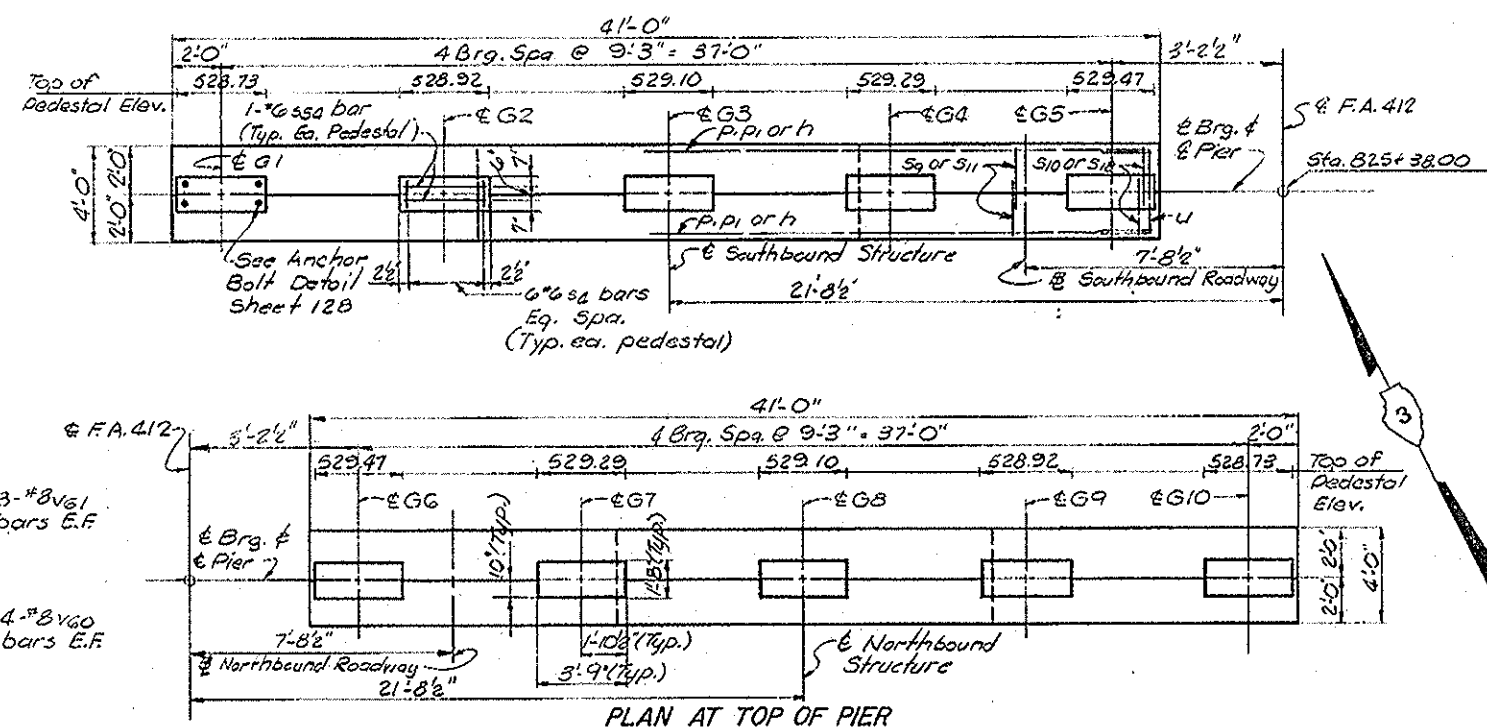 41'-0"
2'-0"
4 Brg. Spa. @ 9'-3" = 37'-0"
3'-2½"
Top of
Pedestal Elev.
528.73
528.92
529.10
529.29
529.47
1-#6 ss2 bar
(Typ. Ea. Pedestal)
℄ G1
℄ G2
℄ G3
℄ G4
℄ G5
℄ F.A. 412
p, p1 or h
s9 or s11
s10 or s12
℄ Brg. &
℄ Pier
Sta. 825+38.00
4'-0"
2'-0"
2'-0"
7"
6"
7"
u
p, p1 or h
See Anchor
Bolt Detail
Sheet 128
2½"
2½"
6-#6 s2 bars
Eq. Spa.
(Typ. ea. pedestal)
℄ Southbound Structure
7'-8½"
Southbound Roadway
21'-8½"
3
41'-0"
℄ F.A. 412
3'-2½"
4 Brg. Spa. @ 9'-3" = 37'-0"
2'-0"
529.47
529.29
529.10
528.92
528.73
Top of
Pedestal
Elev.
℄ G6
℄ G7
℄ G8
℄ G9
℄ G10
3-#8 v61
bars E.F.
℄ Brg. &
℄ Pier
10" (Typ.)
1'-8" (Typ.)
2'-0"
2'-0"
4'-0"
4-#8 v60
bars E.F.
7'-8½"
Northbound Roadway
1'-10½" (Typ.)
3'-9" (Typ.)
℄ Northbound
Structure
21'-8½"
PLAN AT TOP OF PIER